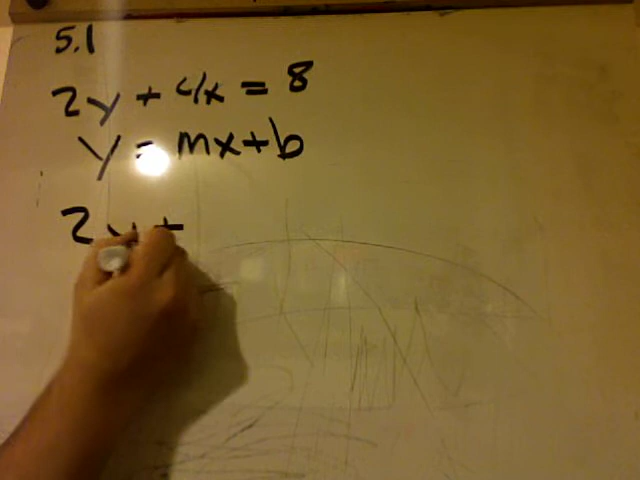 5.1
2y + 4x = 8
y = mx+b
2y +